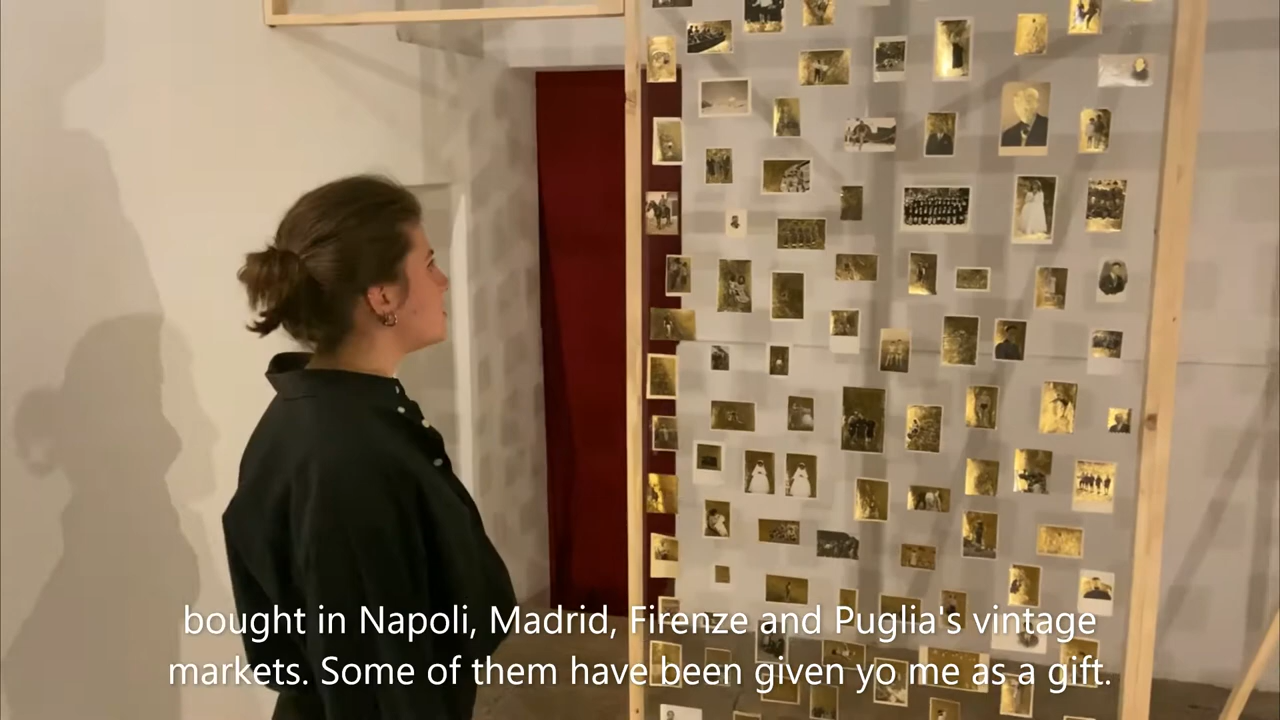 bought in Napoli, Madrid, Firenze and Puglia's vintage
markets. Some of them have been given yo me as a gift.